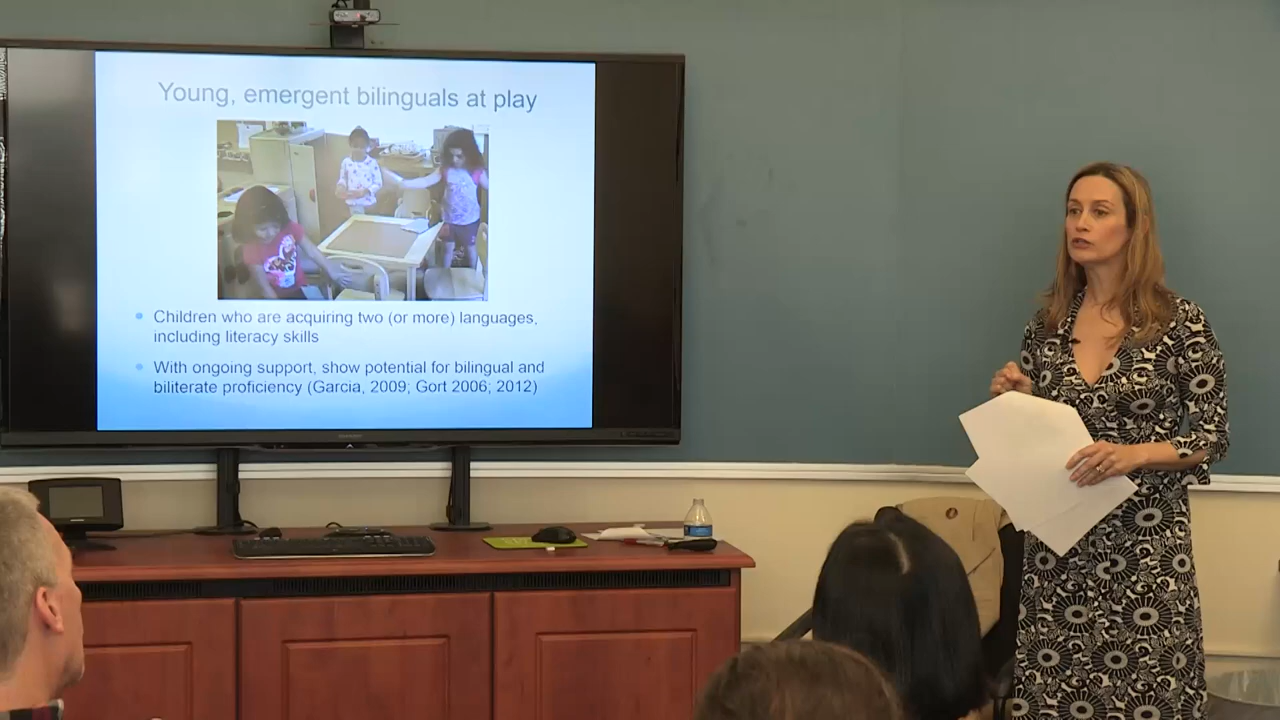 Young, emergent bilinguals at play
Children who are acquiring two (or more) languages,
including literacy skills
With ongoing support, show potential for bilingual and
biliterate proficiency (Garcia, 2009; Gort 2006; 2012)